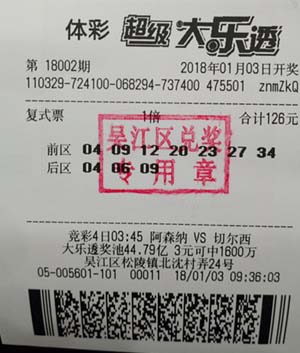 体彩 超级大乐透
第 18002期 2018年01月03日开奖
110329-724100-068294-737400 475501 znmZkQ
复式票 1倍 合计126元
吴江区兑奖
前区 04 09 12 20 23 27 34
后区 04 06 09
专用章
竞彩4日03:45 阿森纳 VS 切尔西
大乐透奖池44.79亿 3元可中1600万
吴江区松陵镇北沈村弄24号
05-005601-101 00011 18/01/03 09:36:03